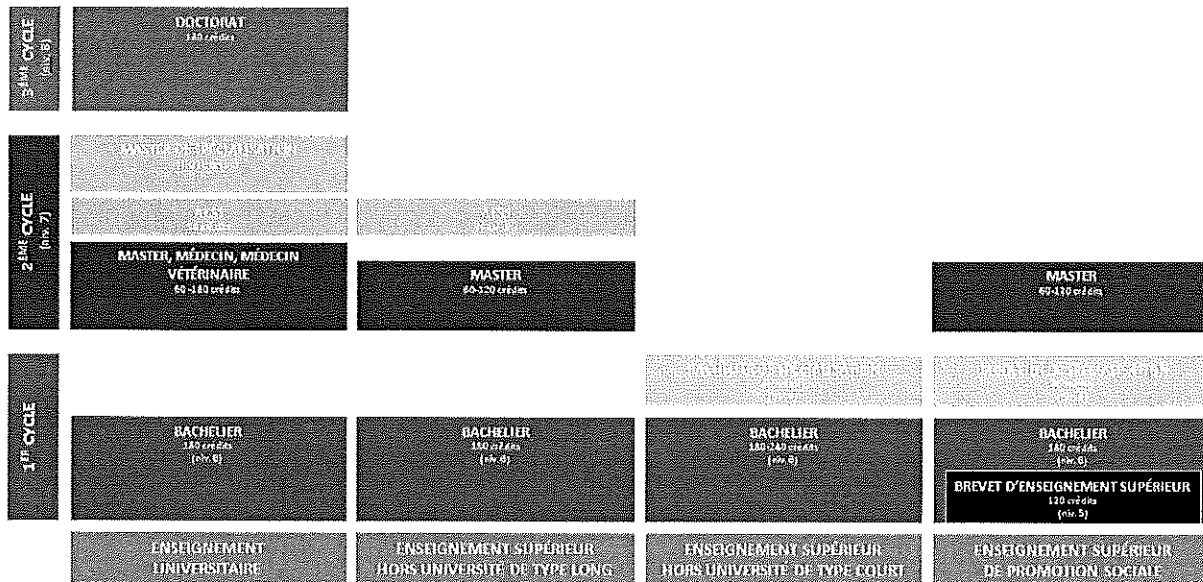 3ÈME CYCLE
(niv. 8)
DOCTORAT
180 crédits
2ÈME CYCLE
(niv. 7)
MASTER DE SPÉCIALISATION
MASTER, MÉDECIN, MÉDECIN
VÉTÉRINAIRE
60-180 crédits
MASTER
60-120 crédits
MASTER
60-120 crédits
1ER CYCLE
BACHELIER
180 crédits
(niv. 6)
BACHELIER
180 crédits
(niv. 6)
BACHELIER
180-240 crédits
(niv. 6)
BACHELIER
180 crédits
(niv. 6)
BREVET D'ENSEIGNEMENT SUPÉRIEUR
120 crédits
(niv. 5)
ENSEIGNEMENT
UNIVERSITAIRE
ENSEIGNEMENT SUPÉRIEUR
HORS UNIVERSITÉ DE TYPE LONG
ENSEIGNEMENT SUPÉRIEUR
HORS UNIVERSITÉ DE TYPE COURT
ENSEIGNEMENT SUPÉRIEUR
DE PROMOTION SOCIALE